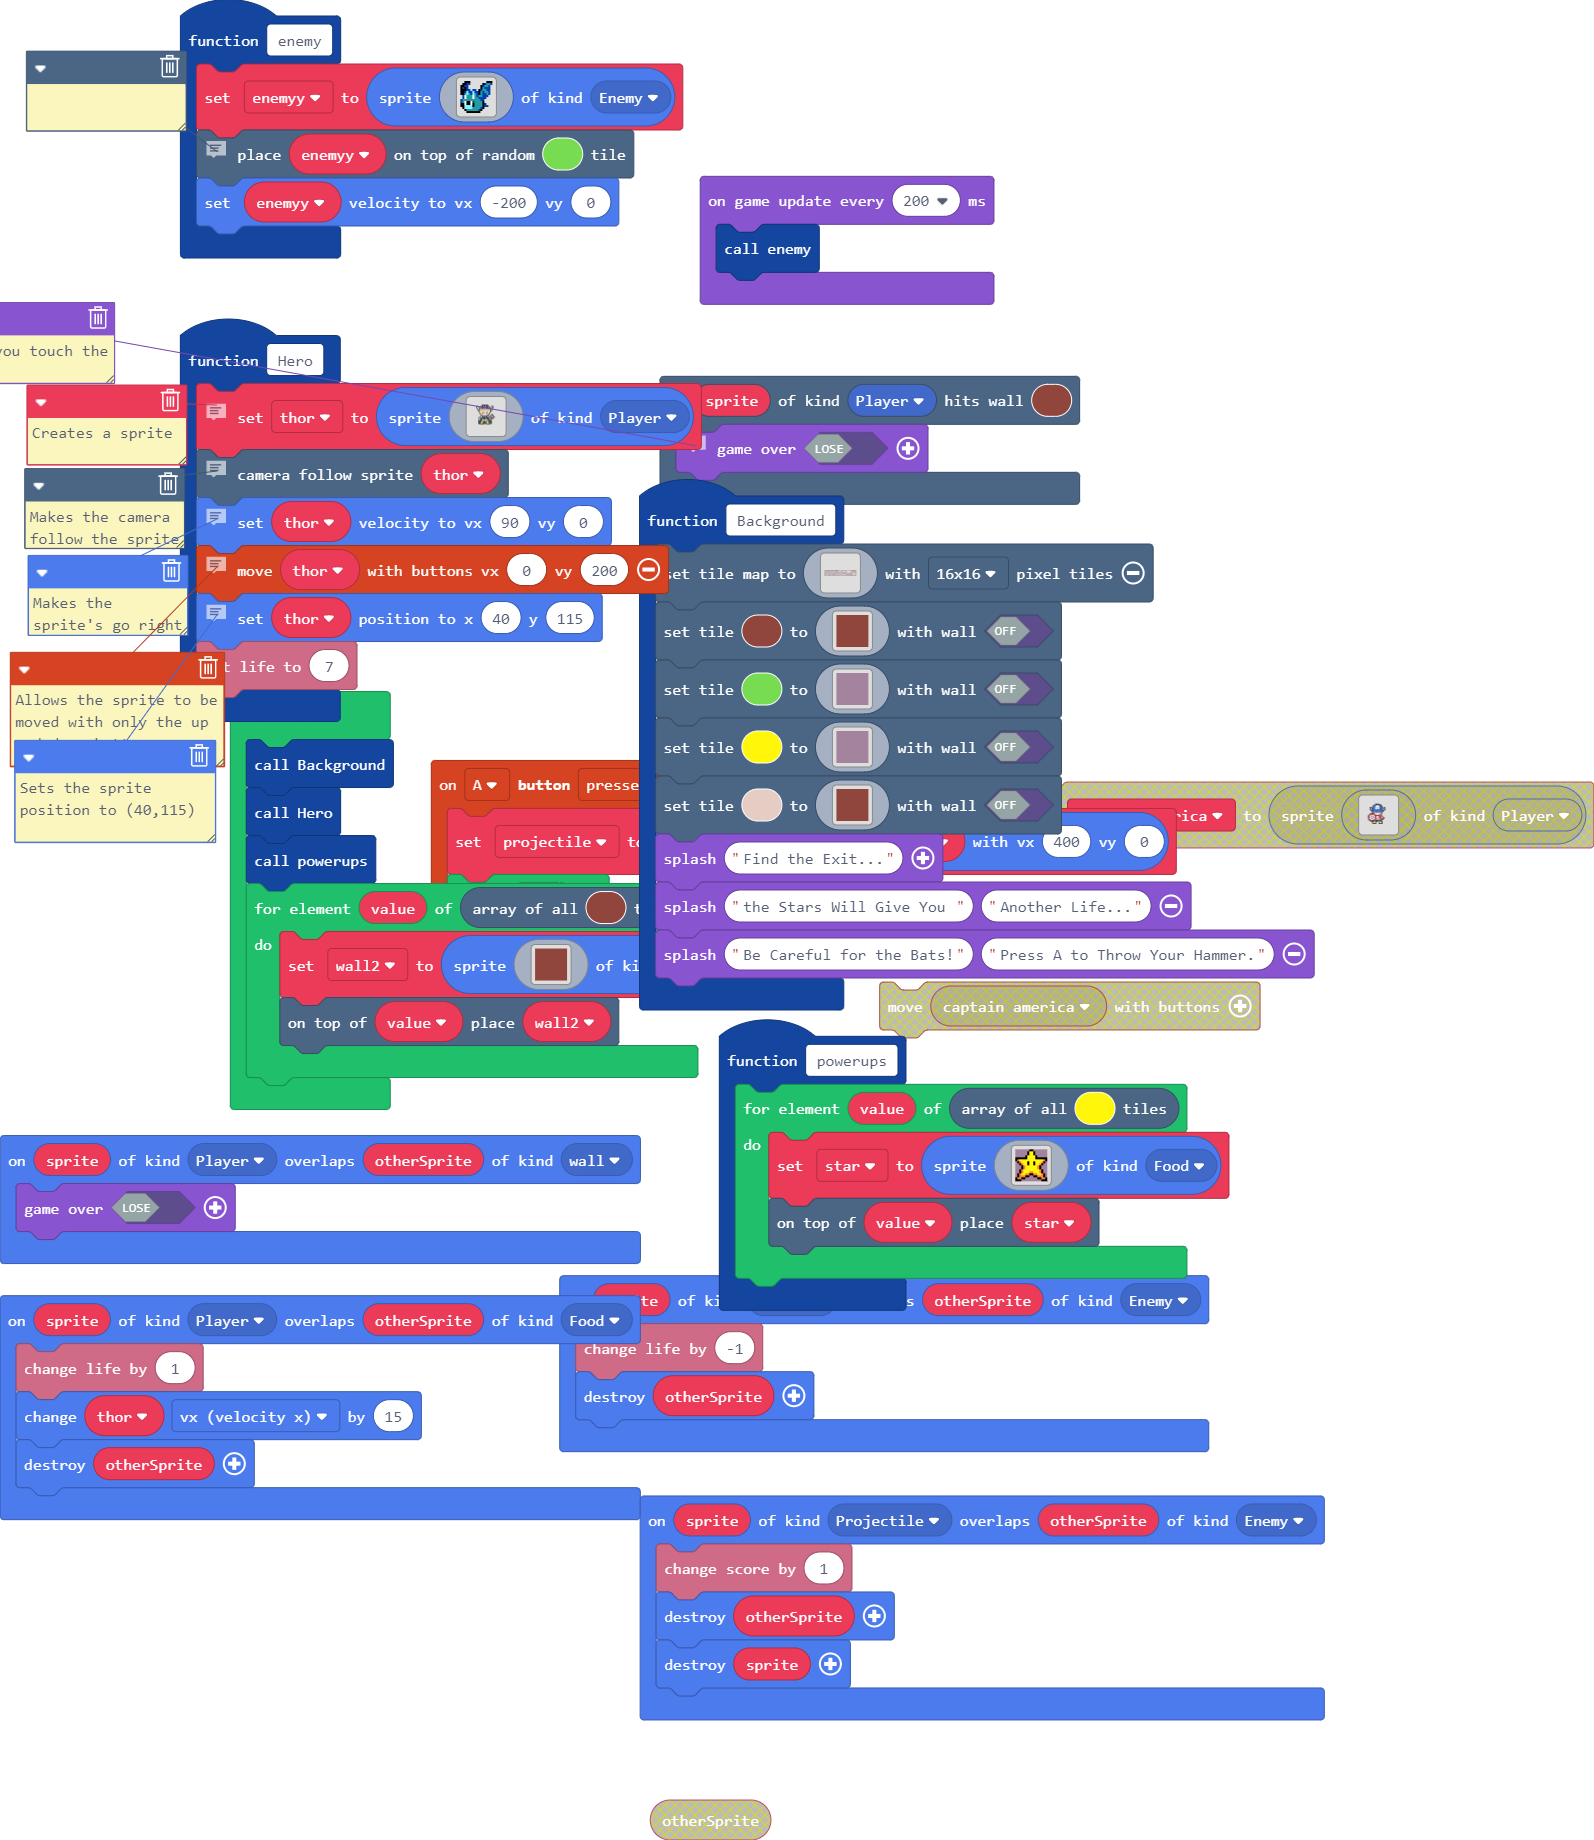 function enemy
set enemyy to sprite of kind Enemy
place enemyy on top of random tile
set enemyy velocity to vx -200 vy 0
on game update every 200 ms
call enemy
you touch the
function Hero
Creates a sprite
set thor to sprite of kind Player
sprite of kind Player hits wall
game over LOSE
camera follow sprite thor
Makes the camera
follow the sprite
set thor velocity to vx 90 vy 0
function Background
move thor with buttons vx 0 vy 200
set tile map to with 16x16 pixel tiles
Makes the
sprite's go right
set thor position to x 40 y 115
set tile to with wall OFF
life to 7
set tile to with wall OFF
Allows the sprite to be
moved with only the up
set tile to with wall OFF
Sets the sprite
position to (40,115)
call Background
on A button
set tile to with wall OFF
call Hero
set projectile
with vx 400 vy 0
to sprite of kind Player
call powerups
splash "Find the Exit..."
for element value of array of all
splash "the Stars Will Give You " "Another Life..."
do
set wall2 to sprite of
splash "Be Careful for the Bats!" "Press A to Throw Your Hammer."
move captain america with buttons
on top of value place wall2
function powerups
for element value of array of all tiles
do
set star to sprite of kind Food
on top of value place star
on sprite of kind Player overlaps otherSprite of kind wall
game over LOSE
of otherSprite of kind Enemy
change life by -1
destroy otherSprite
on sprite of kind Player overlaps otherSprite of kind Food
change life by 1
change thor vx (velocity x) by 15
destroy otherSprite
on sprite of kind Projectile overlaps otherSprite of kind Enemy
change score by 1
destroy otherSprite
destroy sprite
otherSprite